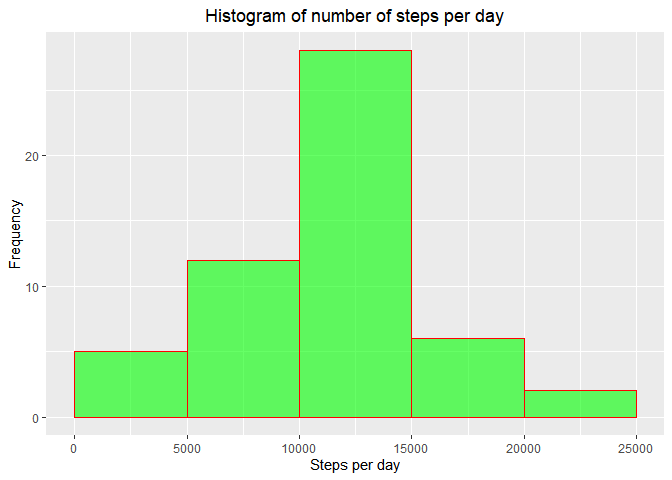 Histogram of number of steps per day
Frequency
20
10
0
0 5000 10000 15000 20000 25000
Steps per day